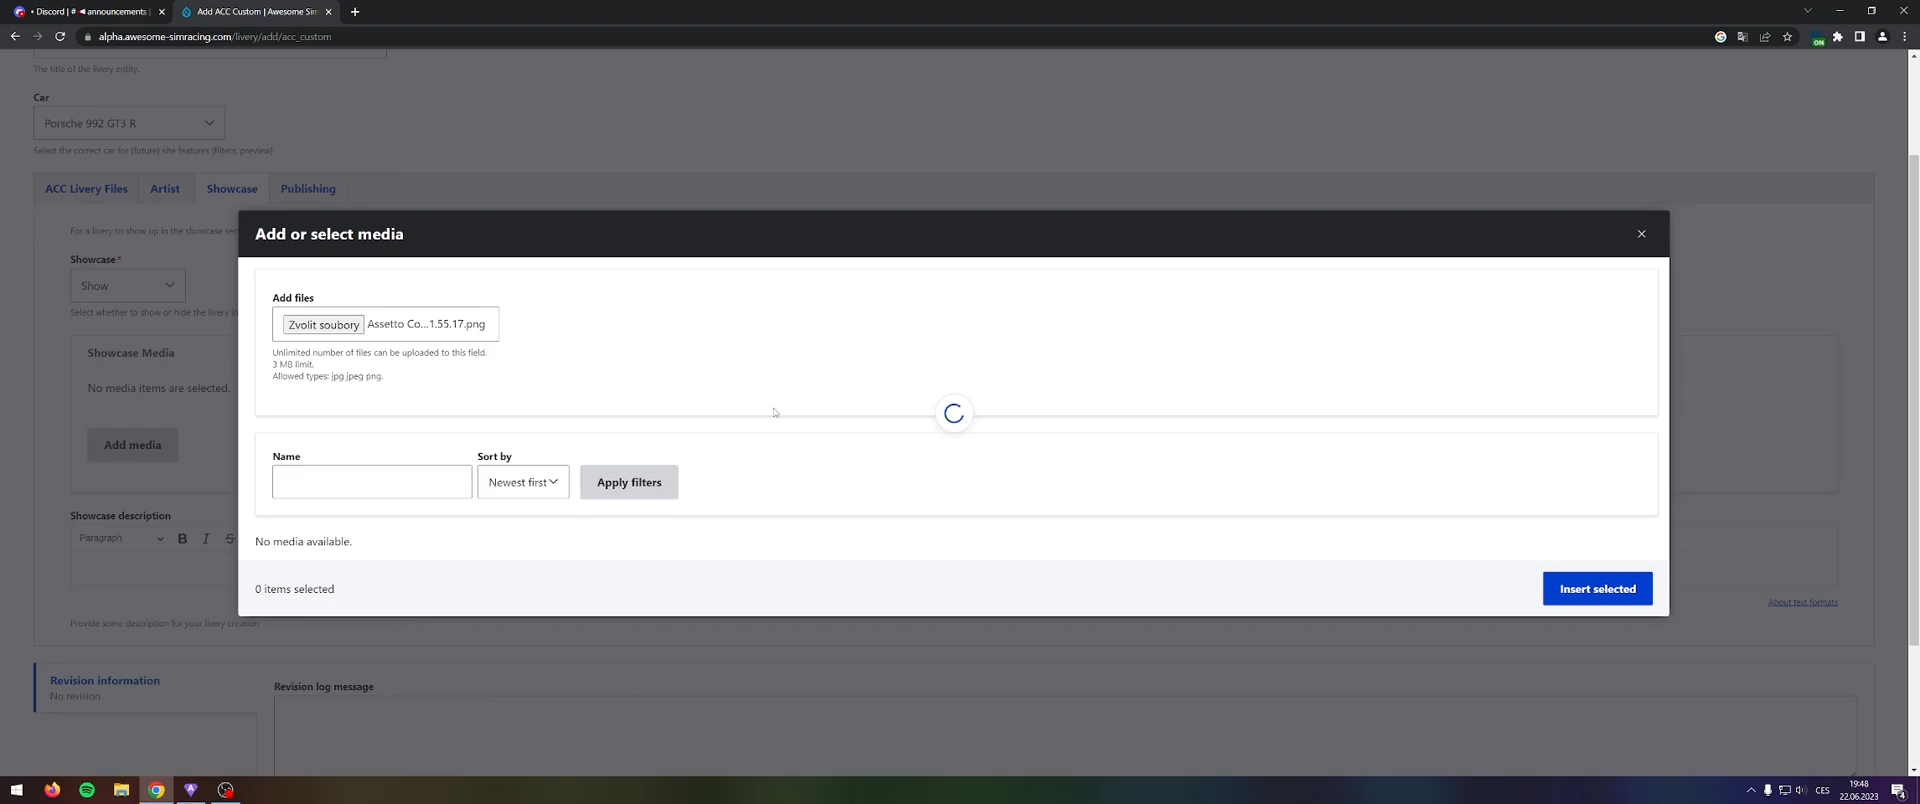 • Discord | # 📢 announcements |
Add ACC Custom | Awesome Sim
alpha.awesome-simracing.com/livery/add/acc_custom
ON
The title of the livery entity.
Car
Porsche 992 GT3 R
Select the correct car for (future) site features (filters, preview)
ACC Livery Files
Artist
Showcase
Publishing
For a livery to show up in the showcase sec
Add or select media
Showcase*
Show
Select whether to show or hide the livery in
Add files
Zvolit soubory
Assetto Co...1.55.17.png
Unlimited number of files can be uploaded to this field.
3 MB limit.
Allowed types: jpg jpeg png.
Showcase Media
No media items are selected.
Add media
Name
Sort by
Newest first
Apply filters
Showcase description
Paragraph
B I S
No media available.
0 items selected
Insert selected
About text formats
Provide some description for your livery creation
Revision information
No revision
Revision log message
CES
19:48
22.06.2023
4